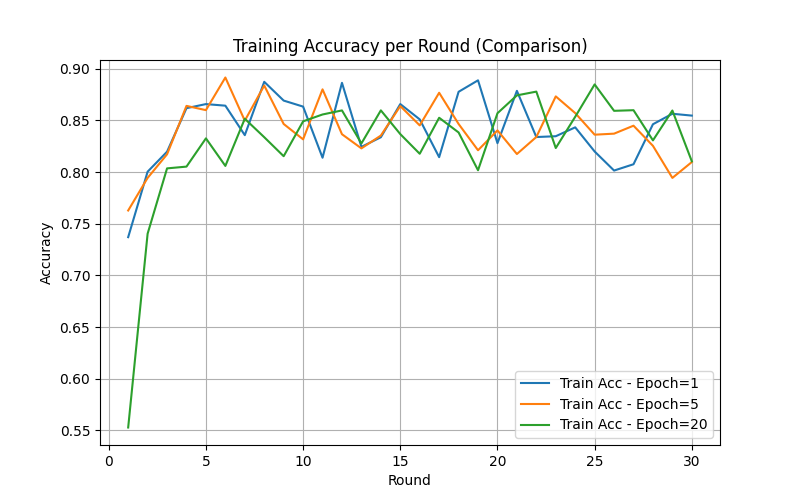 Training Accuracy per Round (Comparison)
0.90
0.85
0.80
0.75
0.70
0.65
0.60
0.55
Accuracy
Train Acc - Epoch=1
Train Acc - Epoch=5
Train Acc - Epoch=20
0 5 10 15 20 25 30
Round